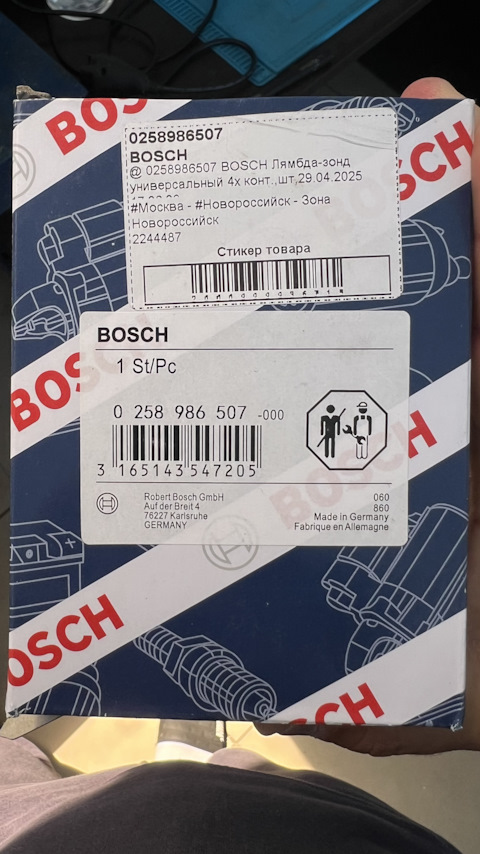 BOSCH
0258986507
BOSCH
@ 0258986507 BOSCH Лямбда-зонд
универсальный 4х конт.,шт,29.04.2025
#Москва - #Новороссийск - Зона
Новороссийск
2244487
Стикер товара
BOSCH
1 St/Pc
0 258 986 507 -000
3 165143 547205
Robert Bosch GmbH
Auf der Breit 4
76227 Karlsruhe
GERMANY
060
860
Made in Germany
Fabrique en Allemagne
BOSCH
BOSCH
BOSCH
BOSCH
BOSCH